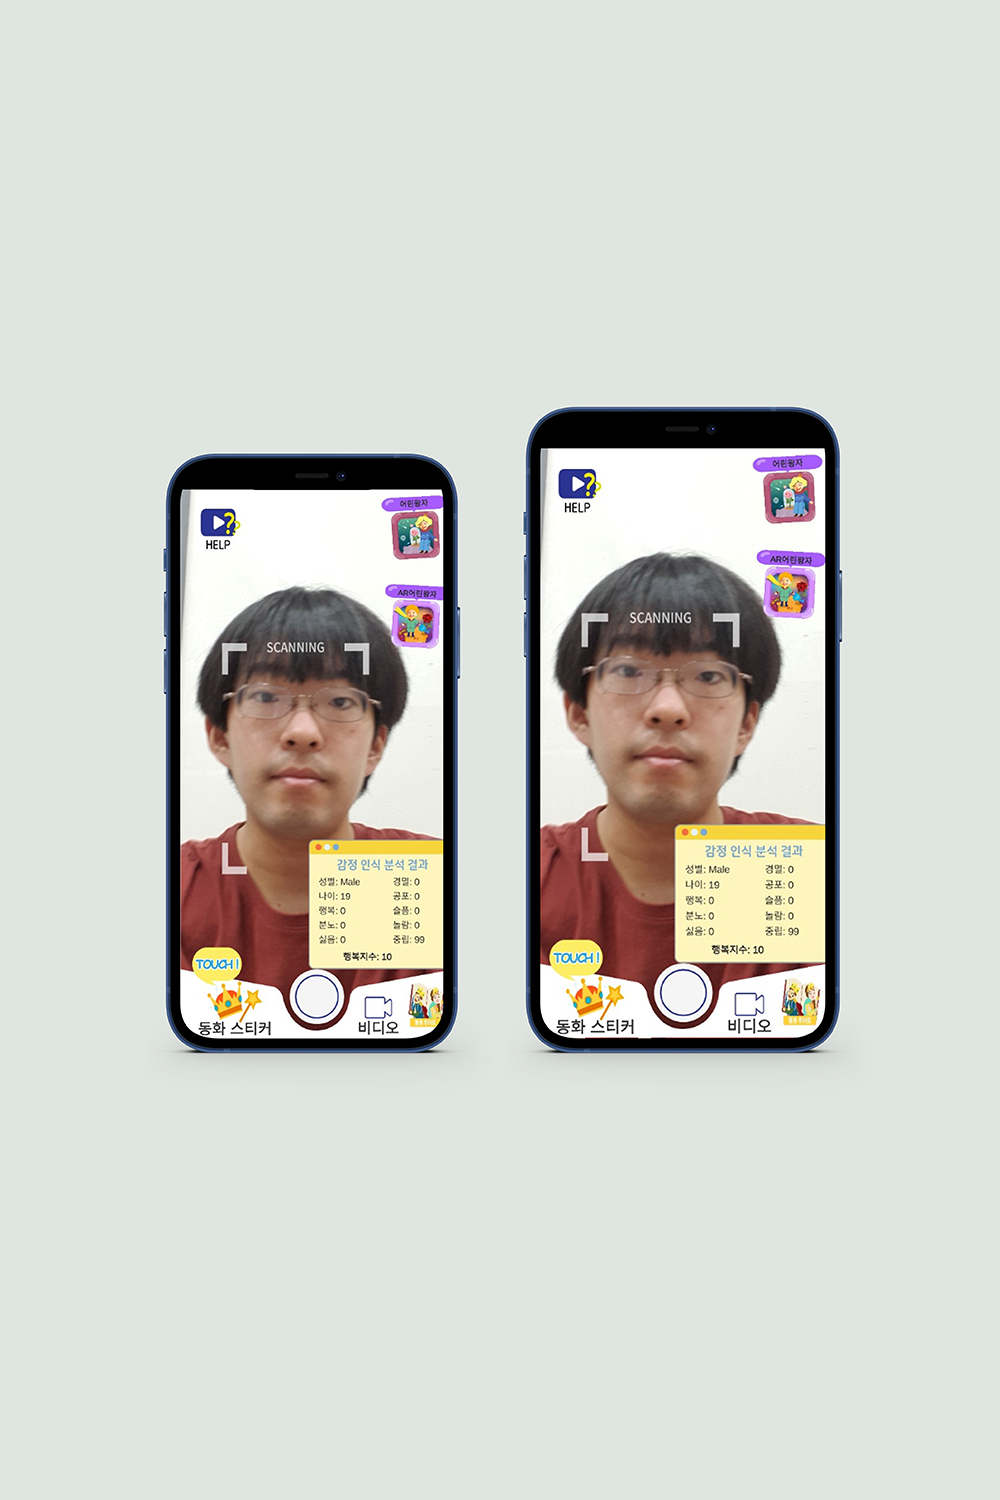 HELP
어린왕자
AR어린왕자
SCANNING
감정 인식 분석 결과
성별: Male 경멸: 0
나이: 19 공포: 0
행복: 0 슬픔: 0
분노: 0 놀람: 0
싫음: 0 중립: 99
행복지수: 10
TOUCH!
동화 스티커
비디오
HELP
어린왕자
AR어린왕자
SCANNING
감정 인식 분석 결과
성별: Male 경멸: 0
나이: 19 공포: 0
행복: 0 슬픔: 0
분노: 0 놀람: 0
싫음: 0 중립: 99
행복지수: 10
TOUCH!
동화 스티커
비디오